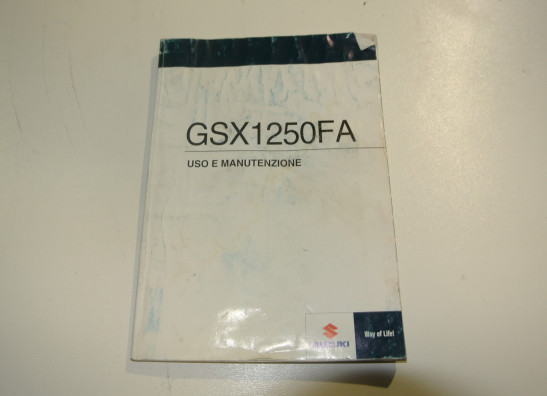 GSX1250FA
USO E MANUTENZIONE
SUZUKI
Way of Life!